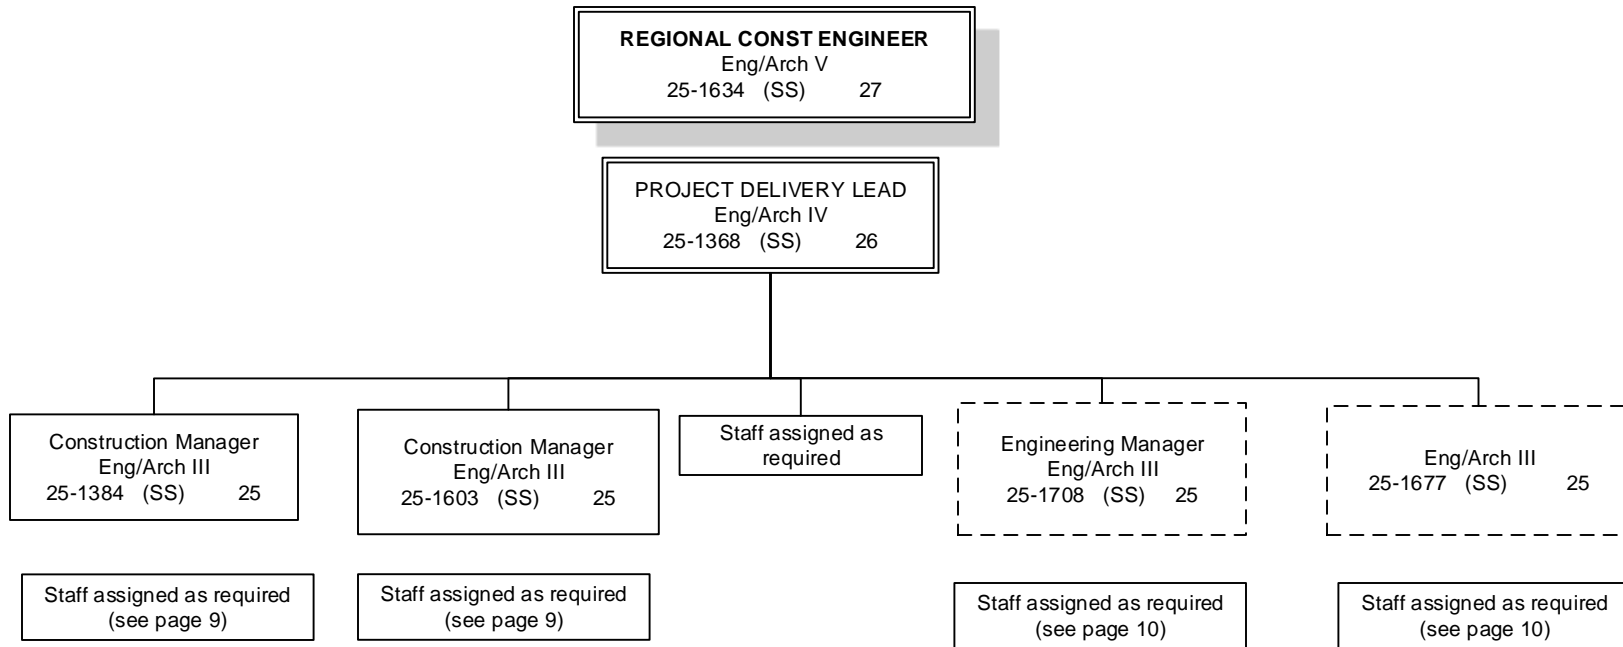 REGIONAL CONST ENGINEER
Eng/Arch V
25-1634 (SS) 27
PROJECT DELIVERY LEAD
Eng/Arch IV
25-1368 (SS) 26
Construction Manager
Eng/Arch III
25-1384 (SS) 25
Construction Manager
Eng/Arch III
25-1603 (SS) 25
Staff assigned as
required
Engineering Manager
Eng/Arch III
25-1708 (SS) 25
Eng/Arch III
25-1677 (SS) 25
Staff assigned as required
(see page 9)
Staff assigned as required
(see page 9)
Staff assigned as required
(see page 10)
Staff assigned as required
(see page 10)